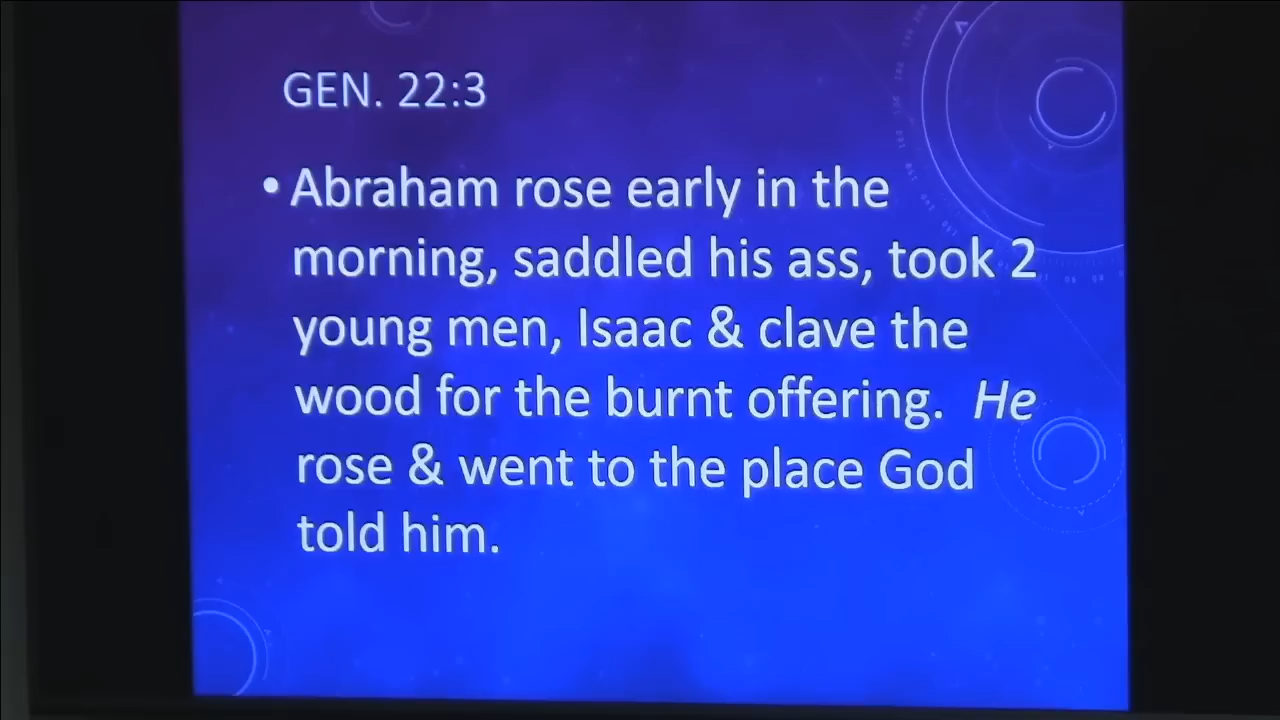 GEN. 22:3
• Abraham rose early in the
morning, saddled his ass, took 2
young men, Isaac & clave the
wood for the burnt offering. He
rose & went to the place God
told him.